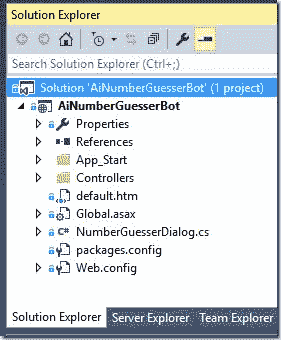 Solution Explorer
Search Solution Explorer (Ctrl+;)
Solution 'AiNumberGuesserBot' (1 project)
AiNumberGuesserBot
Properties
References
App_Start
Controllers
default.htm
Global.asax
C# NumberGuesserDialog.cs
packages.config
Web.config
Solution Explorer Server Explorer Team Explorer